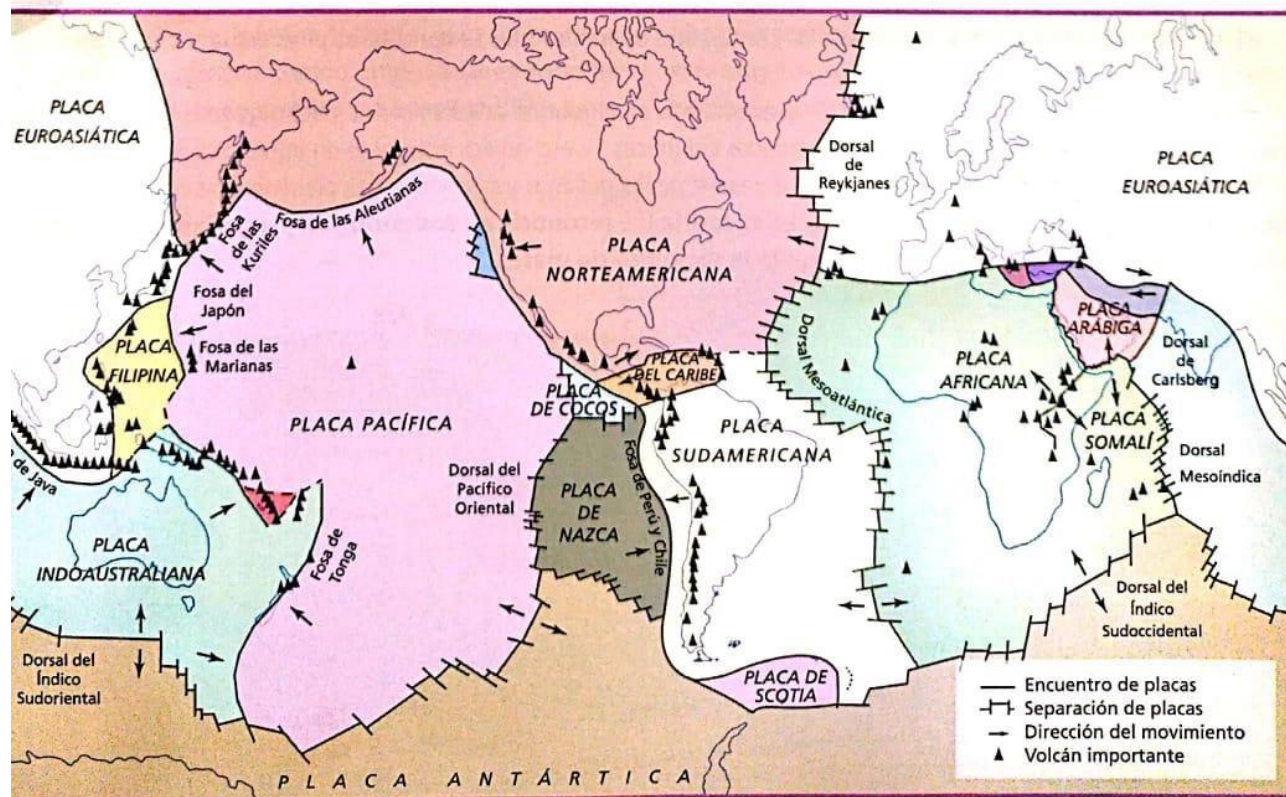 PLACA
EUROASIÁTICA
Fosa de las Kuriles
Fosa de las Aleutianas
Fosa del
Japón
Fosa de las
Marianas
PLACA
FILIPINA
PLACA PACÍFICA
de Java
PLACA
INDOAUSTRALIANA
Fosa de
Tonga
Dorsal del
Índico
Sudoriental
PLACA
NORTEAMERICANA
PLACA
DEL CARIBE
PLACA
DE COCOS
Dorsal del
Pacífico
Oriental
PLACA
DE
NAZCA
Fosa de Perú y Chile
PLACA
SUDAMERICANA
PLACA DE
SCOTIA
PLACA ANTÁRTICA
Dorsal
de
Reykjanes
Dorsal Mesoatlántica
PLACA
EUROASIÁTICA
PLACA
ARÁBIGA
PLACA
AFRICANA
PLACA
SOMALÍ
Dorsal
de
Carlsberg
Dorsal
Mesoíndica
Dorsal del
Índico
Sudoccidental
Encuentro de placas
Separación de placas
Dirección del movimiento
Volcán importante